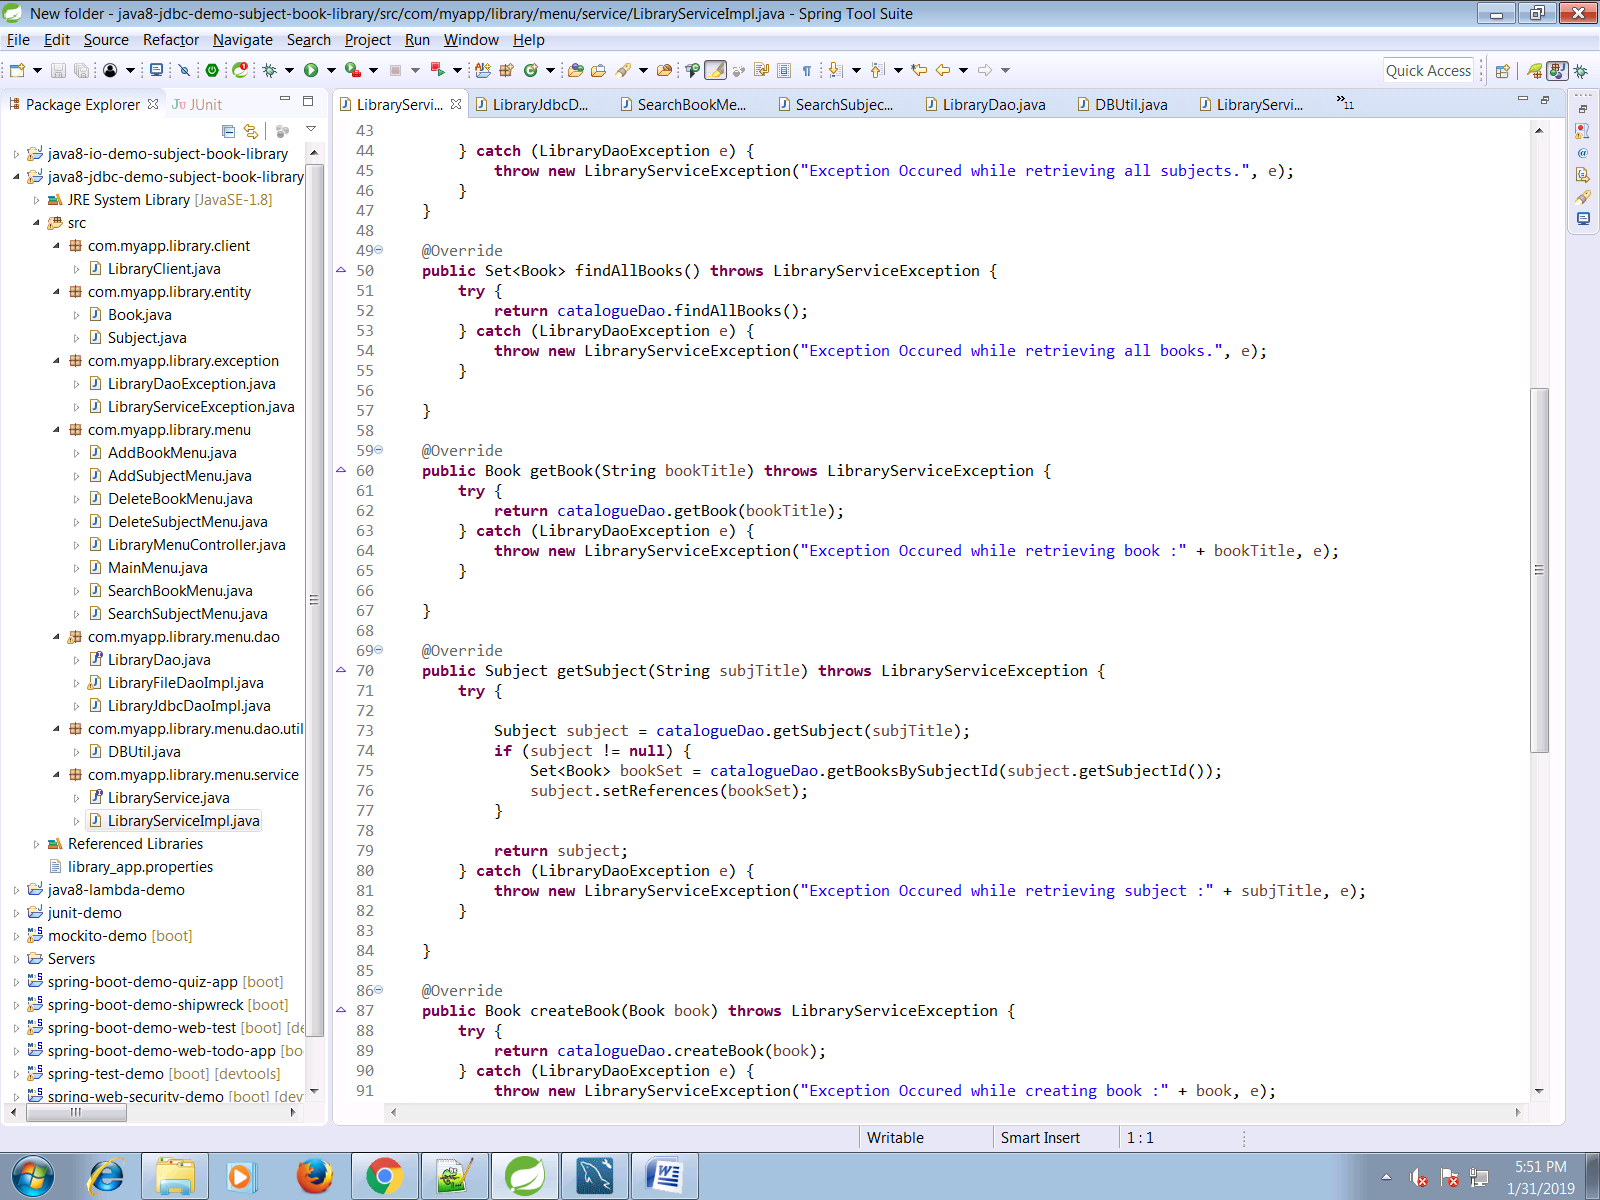 New folder - java8-jdbc-demo-subject-book-library/src/com/myapp/library/menu/service/LibraryServiceImpl.java - Spring Tool Suite
File Edit Source Refactor Navigate Search Project Run Window Help
Quick Access
Package Explorer JUnit
LibraryServi... LibraryJdbcD... SearchBookMe... SearchSubjec... LibraryDao.java DBUtil.java LibraryServi... »11
java8-io-demo-subject-book-library
java8-jdbc-demo-subject-book-library
JRE System Library [JavaSE-1.8]
src
com.myapp.library.client
LibraryClient.java
com.myapp.library.entity
Book.java
Subject.java
com.myapp.library.exception
LibraryDaoException.java
LibraryServiceException.java
com.myapp.library.menu
AddBookMenu.java
AddSubjectMenu.java
DeleteBookMenu.java
DeleteSubjectMenu.java
LibraryMenuController.java
MainMenu.java
SearchBookMenu.java
SearchSubjectMenu.java
com.myapp.library.menu.dao
LibraryDao.java
LibraryFileDaoImpl.java
LibraryJdbcDaoImpl.java
com.myapp.library.menu.dao.util
DBUtil.java
com.myapp.library.menu.service
LibraryService.java
LibraryServiceImpl.java
Referenced Libraries
library_app.properties
java8-lambda-demo
junit-demo
mockito-demo [boot]
Servers
spring-boot-demo-quiz-app [boot]
spring-boot-demo-shipwreck [boot]
spring-boot-demo-web-test [boot] [de
spring-boot-demo-web-todo-app [bo
spring-test-demo [boot] [devtools]
spring-web-security-demo [boot] [dev
43
44 } catch (LibraryDaoException e) {
45 throw new LibraryServiceException("Exception Occured while retrieving all subjects.", e);
46 }
47 }
48
49 @Override
50 public Set<Book> findAllBooks() throws LibraryServiceException {
51 try {
52 return catalogueDao.findAllBooks();
53 } catch (LibraryDaoException e) {
54 throw new LibraryServiceException("Exception Occured while retrieving all books.", e);
55 }
56
57 }
58
59 @Override
60 public Book getBook(String bookTitle) throws LibraryServiceException {
61 try {
62 return catalogueDao.getBook(bookTitle);
63 } catch (LibraryDaoException e) {
64 throw new LibraryServiceException("Exception Occured while retrieving book :" + bookTitle, e);
65 }
66
67 }
68
69 @Override
70 public Subject getSubject(String subjTitle) throws LibraryServiceException {
71 try {
72
73 Subject subject = catalogueDao.getSubject(subjTitle);
74 if (subject != null) {
75 Set<Book> bookSet = catalogueDao.getBooksBySubjectId(subject.getSubjectId());
76 subject.setReferences(bookSet);
77 }
78
79 return subject;
80 } catch (LibraryDaoException e) {
81 throw new LibraryServiceException("Exception Occured while retrieving subject :" + subjTitle, e);
82 }
83
84 }
85
86 @Override
87 public Book createBook(Book book) throws LibraryServiceException {
88 try {
89 return catalogueDao.createBook(book);
90 } catch (LibraryDaoException e) {
91 throw new LibraryServiceException("Exception Occured while creating book :" + book, e);
Writable Smart Insert 1 : 1
5:51 PM
1/31/2019